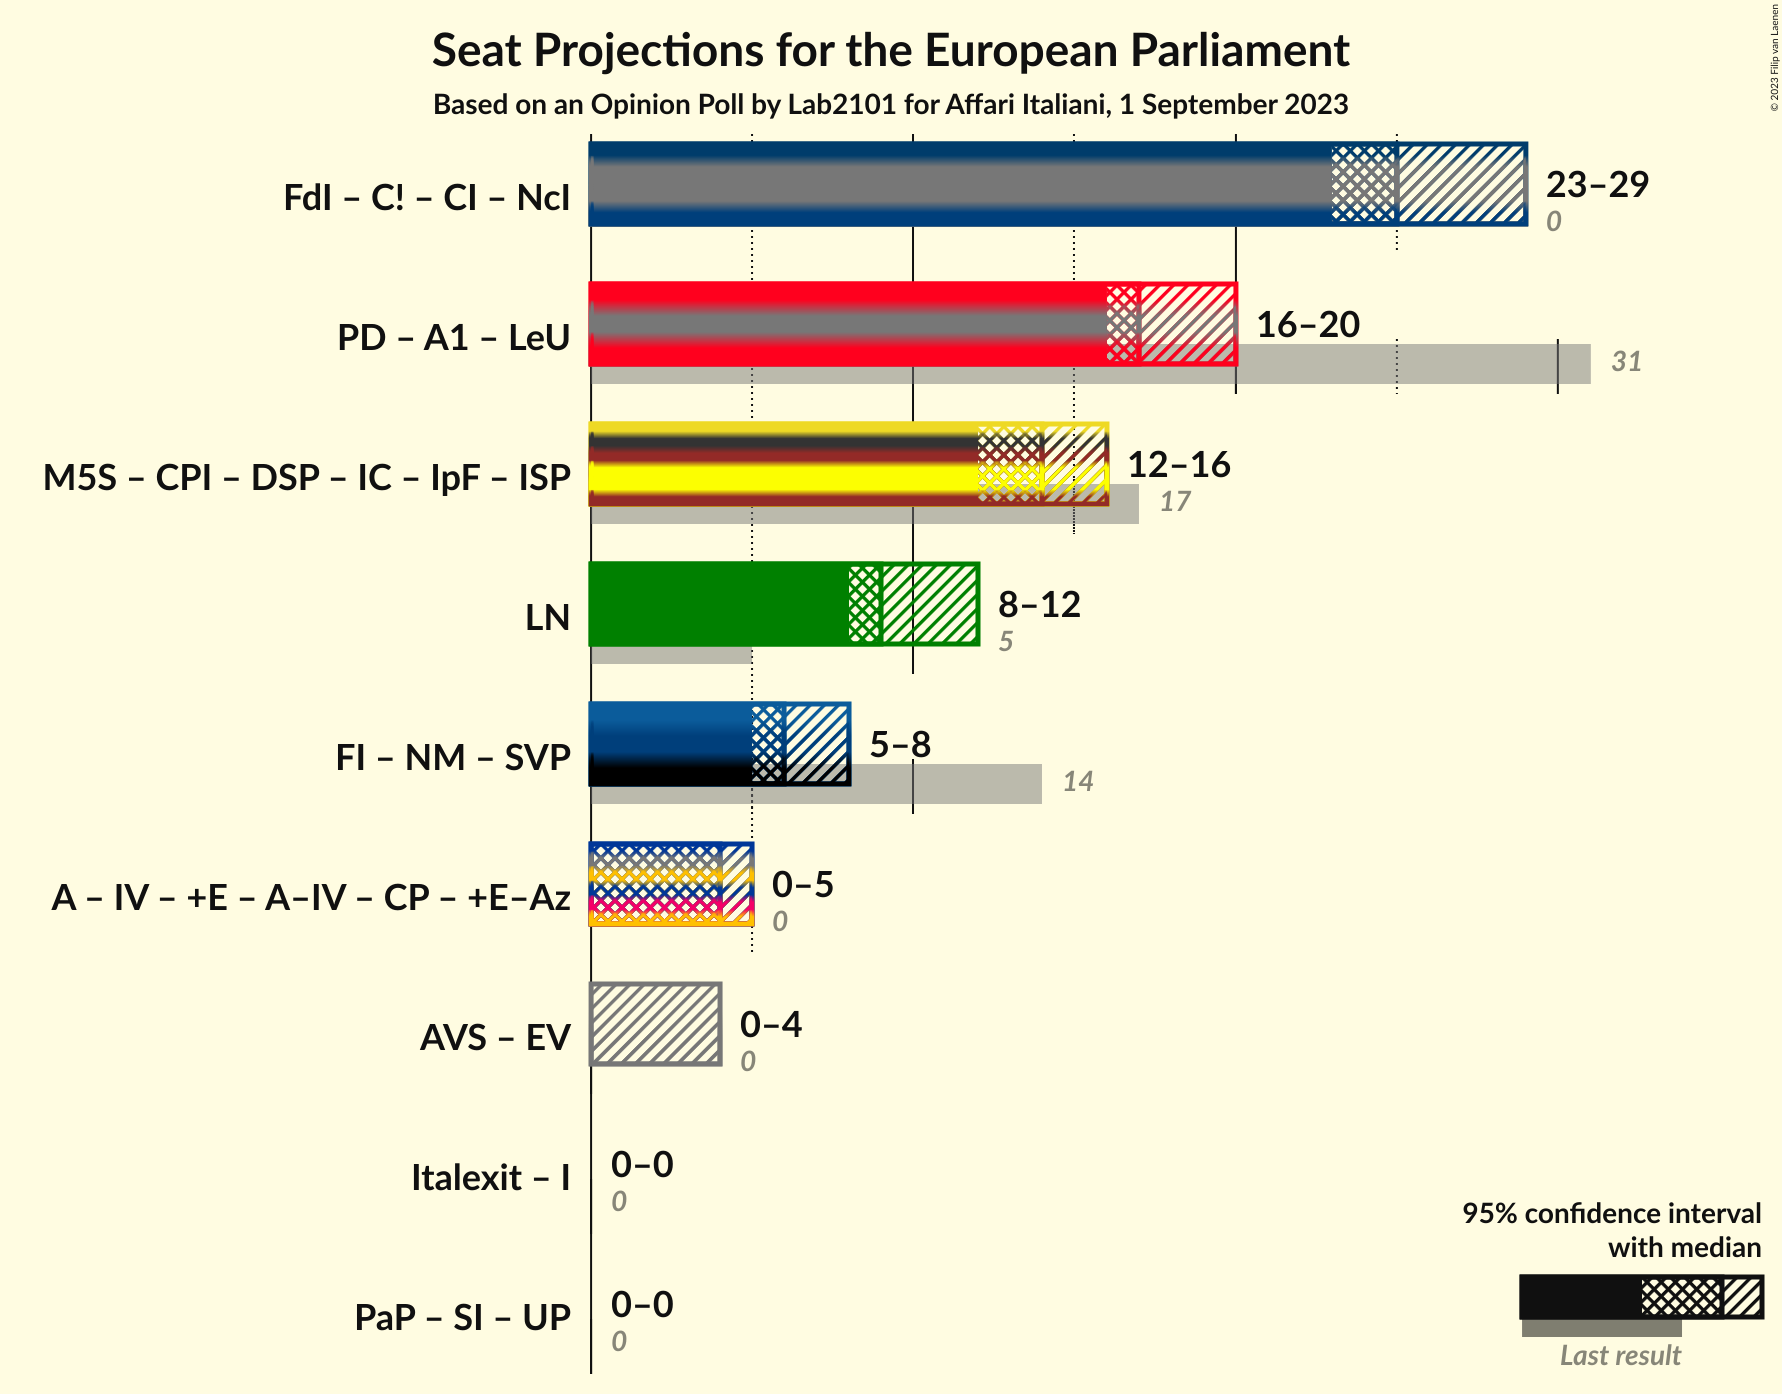 Seat Projections for the European Parliament
Based on an Opinion Poll by Lab2101 for Affari Italiani, 1 September 2023
© 2023 Filip van Laenen
FdI – C! – CI – NcI
23–29
0
PD – A1 – LeU
16–20
31
M5S – CPI – DSP – IC – IpF – ISP
12–16
17
LN
8–12
5
FI – NM – SVP
5–8
14
A – IV – +E – A–IV – CP – +E–Az
0–5
0
AVS – EV
0–4
0
Italexit – I
0–0
0
PaP – SI – UP
0–0
0
95% confidence interval
with median
Last result